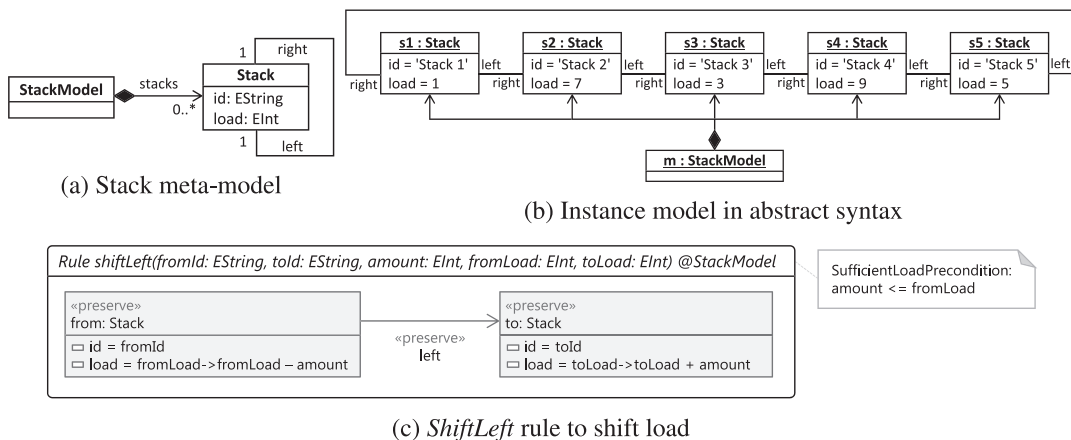 1
right
Stack
StackModel
stacks
0..*
id: EString
load: EInt
1
left
(a) Stack meta-model
s1 : Stack
id = 'Stack 1'
load = 1
right
left
s2 : Stack
id = 'Stack 2'
load = 7
right
left
s3 : Stack
id = 'Stack 3'
load = 3
right
left
s4 : Stack
id = 'Stack 4'
load = 9
right
left
s5 : Stack
id = 'Stack 5'
load = 5
right
left
m : StackModel
(b) Instance model in abstract syntax
Rule shiftLeft(fromId: EString, toId: EString, amount: EInt, fromLoad: EInt, toLoad: EInt) @StackModel
«preserve»
from: Stack
id = fromId
load = fromLoad->fromLoad – amount
«preserve»
left
«preserve»
to: Stack
id = toId
load = toLoad->toLoad + amount
SufficientLoadPrecondition:
amount <= fromLoad
(c) ShiftLeft rule to shift load